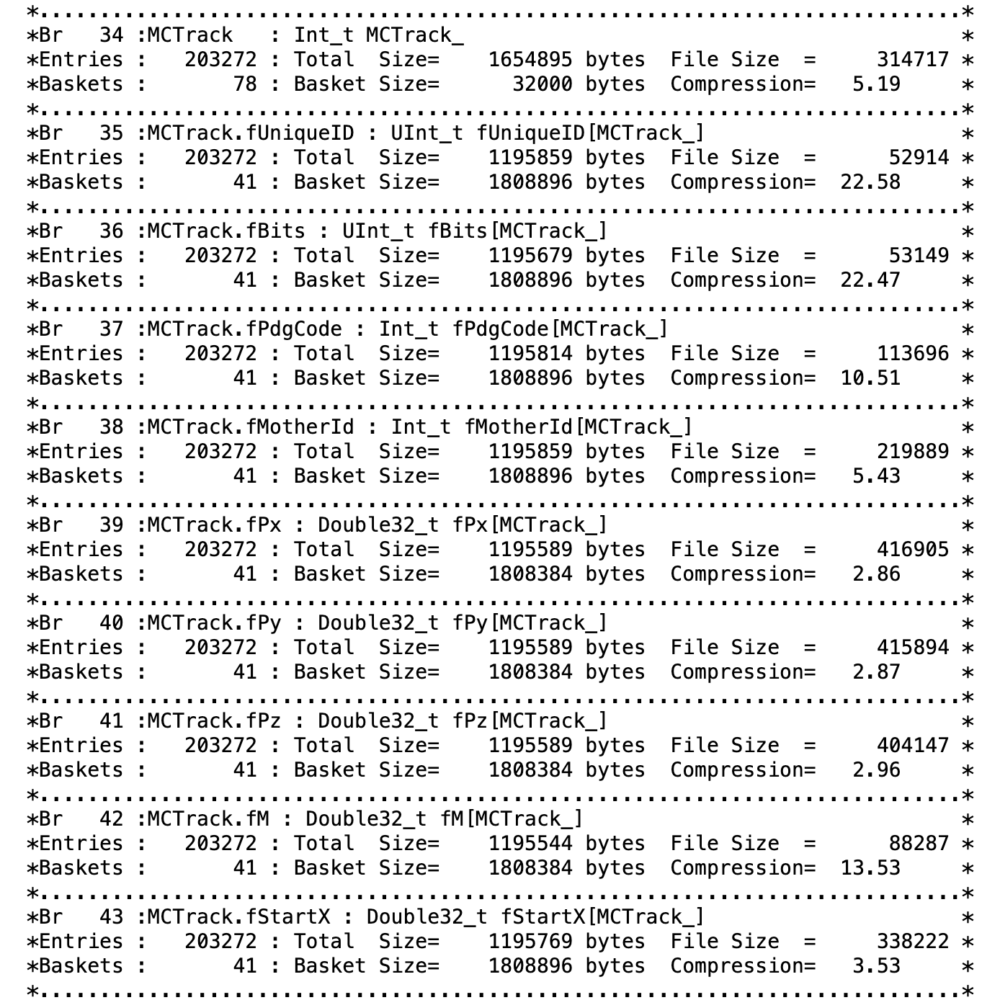 *............................................................................*
*Br   34 :MCTrack   : Int_t MCTrack_                                         *
*Entries :   203272 : Total  Size=    1654895 bytes  File Size  =     314717 *
*Baskets :       78 : Basket Size=      32000 bytes  Compression=   5.19     *
*............................................................................*
*Br   35 :MCTrack.fUniqueID : UInt_t fUniqueID[MCTrack_]                     *
*Entries :   203272 : Total  Size=    1195859 bytes  File Size  =      52914 *
*Baskets :       41 : Basket Size=    1808896 bytes  Compression=  22.58     *
*............................................................................*
*Br   36 :MCTrack.fBits : UInt_t fBits[MCTrack_]                             *
*Entries :   203272 : Total  Size=    1195679 bytes  File Size  =      53149 *
*Baskets :       41 : Basket Size=    1808896 bytes  Compression=  22.47     *
*............................................................................*
*Br   37 :MCTrack.fPdgCode : Int_t fPdgCode[MCTrack_]                        *
*Entries :   203272 : Total  Size=    1195814 bytes  File Size  =     113696 *
*Baskets :       41 : Basket Size=    1808896 bytes  Compression=  10.51     *
*............................................................................*
*Br   38 :MCTrack.fMotherId : Int_t fMotherId[MCTrack_]                      *
*Entries :   203272 : Total  Size=    1195859 bytes  File Size  =     219889 *
*Baskets :       41 : Basket Size=    1808896 bytes  Compression=   5.43     *
*............................................................................*
*Br   39 :MCTrack.fPx : Double32_t fPx[MCTrack_]                             *
*Entries :   203272 : Total  Size=    1195589 bytes  File Size  =     416905 *
*Baskets :       41 : Basket Size=    1808384 bytes  Compression=   2.86     *
*............................................................................*
*Br   40 :MCTrack.fPy : Double32_t fPy[MCTrack_]                             *
*Entries :   203272 : Total  Size=    1195589 bytes  File Size  =     415894 *
*Baskets :       41 : Basket Size=    1808384 bytes  Compression=   2.87     *
*............................................................................*
*Br   41 :MCTrack.fPz : Double32_t fPz[MCTrack_]                             *
*Entries :   203272 : Total  Size=    1195589 bytes  File Size  =     404147 *
*Baskets :       41 : Basket Size=    1808384 bytes  Compression=   2.96     *
*............................................................................*
*Br   42 :MCTrack.fM : Double32_t fM[MCTrack_]                               *
*Entries :   203272 : Total  Size=    1195544 bytes  File Size  =      88287 *
*Baskets :       41 : Basket Size=    1808384 bytes  Compression=  13.53     *
*............................................................................*
*Br   43 :MCTrack.fStartX : Double32_t fStartX[MCTrack_]                     *
*Entries :   203272 : Total  Size=    1195769 bytes  File Size  =     338222 *
*Baskets :       41 : Basket Size=    1808896 bytes  Compression=   3.53     *
*............................................................................*